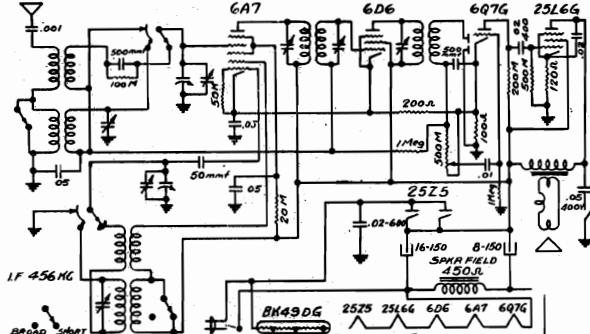 6A7
6D6
6Q7G
25L6G
.001
500mmf
100M
50M
.05
200Ω
1Meg
500M
100Ω
.01
1Meg
.02
400
200M
500M
120Ω
.02
.05
50mmf
.05
20M
25Z5
.02-600
.05
400V
16-150
8-150
SPKR FIELD
450Ω
I.F 456 KC
BROAD
SHORT
BK49DG
25Z5
25L6G
6D6
6A7
6Q7G